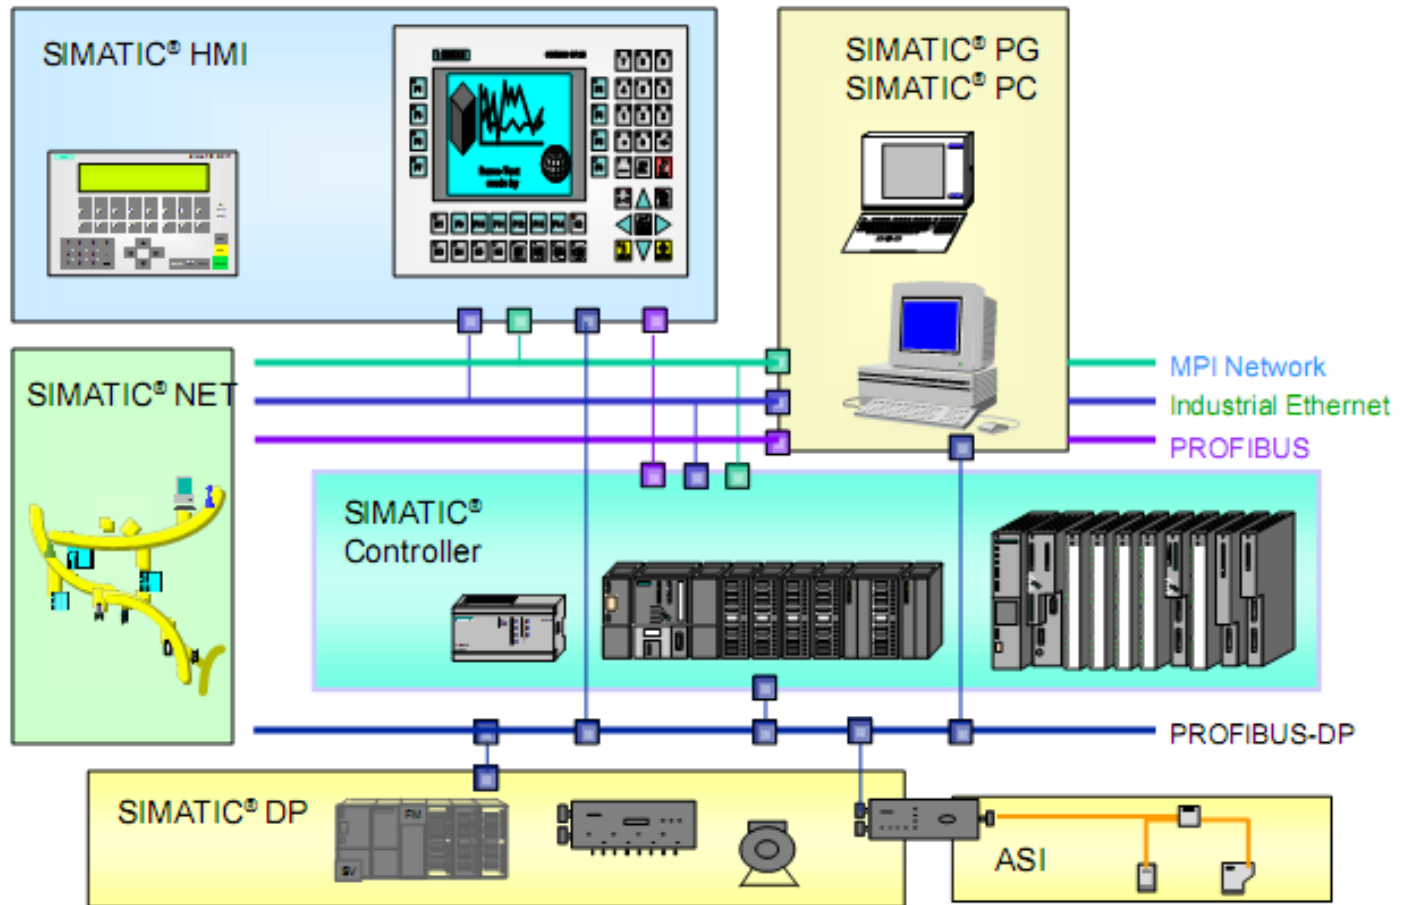 SIMATIC® HMI
SIMATIC® PG
SIMATIC® PC
SIMATIC® NET
MPI Network
Industrial Ethernet
PROFIBUS
SIMATIC®
Controller
PROFIBUS-DP
SIMATIC® DP
FM
ASI